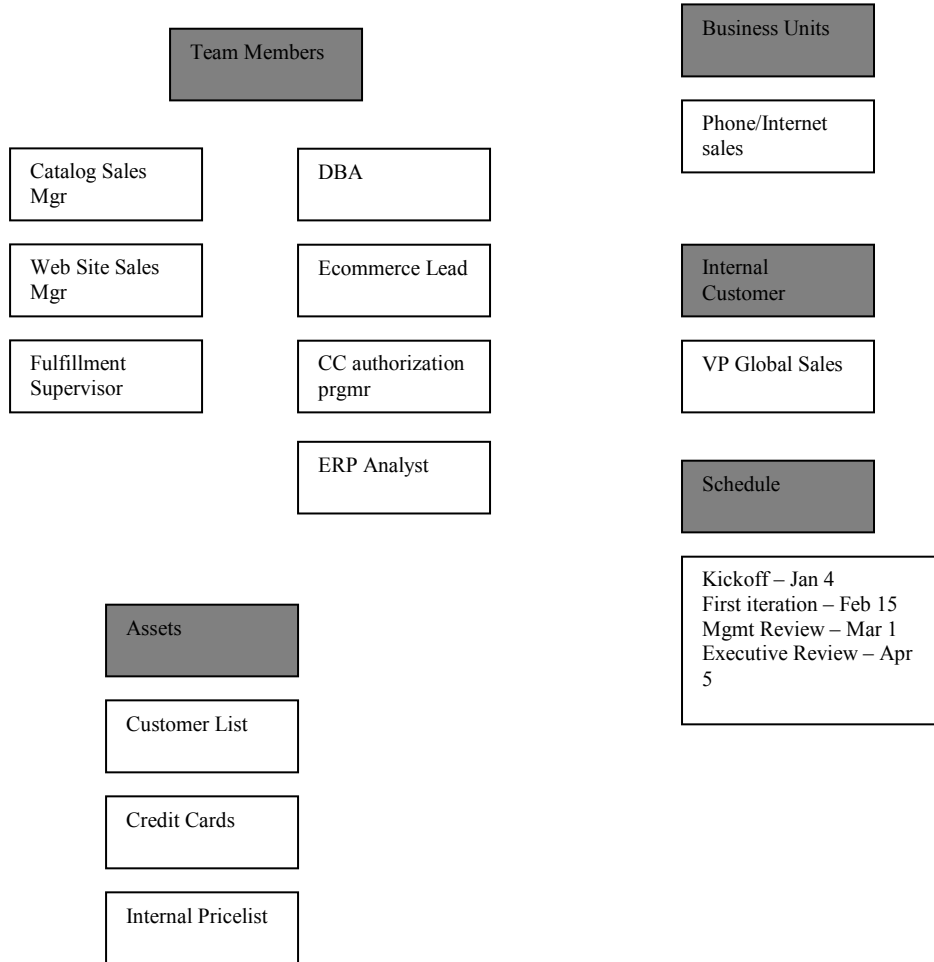 Team Members
Catalog Sales
Mgr
Web Site Sales
Mgr
Fulfillment
Supervisor
DBA
Ecommerce Lead
CC authorization
prgmr
ERP Analyst
Assets
Customer List
Credit Cards
Internal Pricelist
Business Units
Phone/Internet
sales
Internal
Customer
VP Global Sales
Schedule
Kickoff – Jan 4
First iteration – Feb 15
Mgmt Review – Mar 1
Executive Review – Apr
5